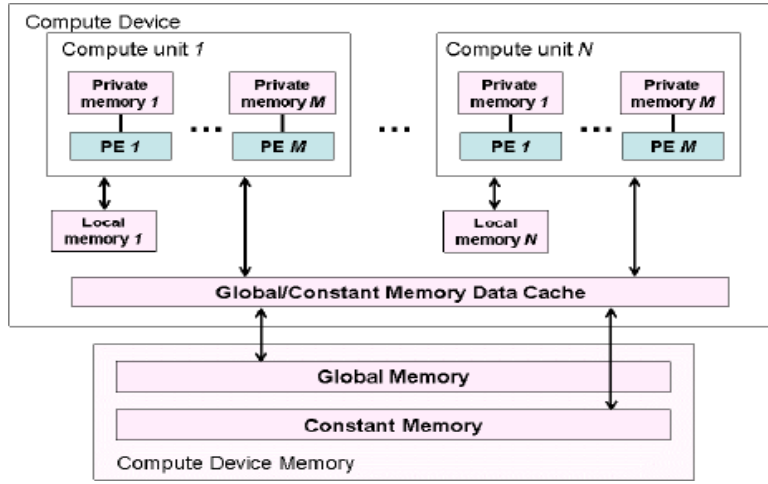 Compute Device
Compute unit 1
Compute unit N
Private memory 1
Private memory M
Private memory 1
Private memory M
PE 1
...
PE M
...
PE 1
...
PE M
Local memory 1
Local memory N
Global/Constant Memory Data Cache
Global Memory
Constant Memory
Compute Device Memory